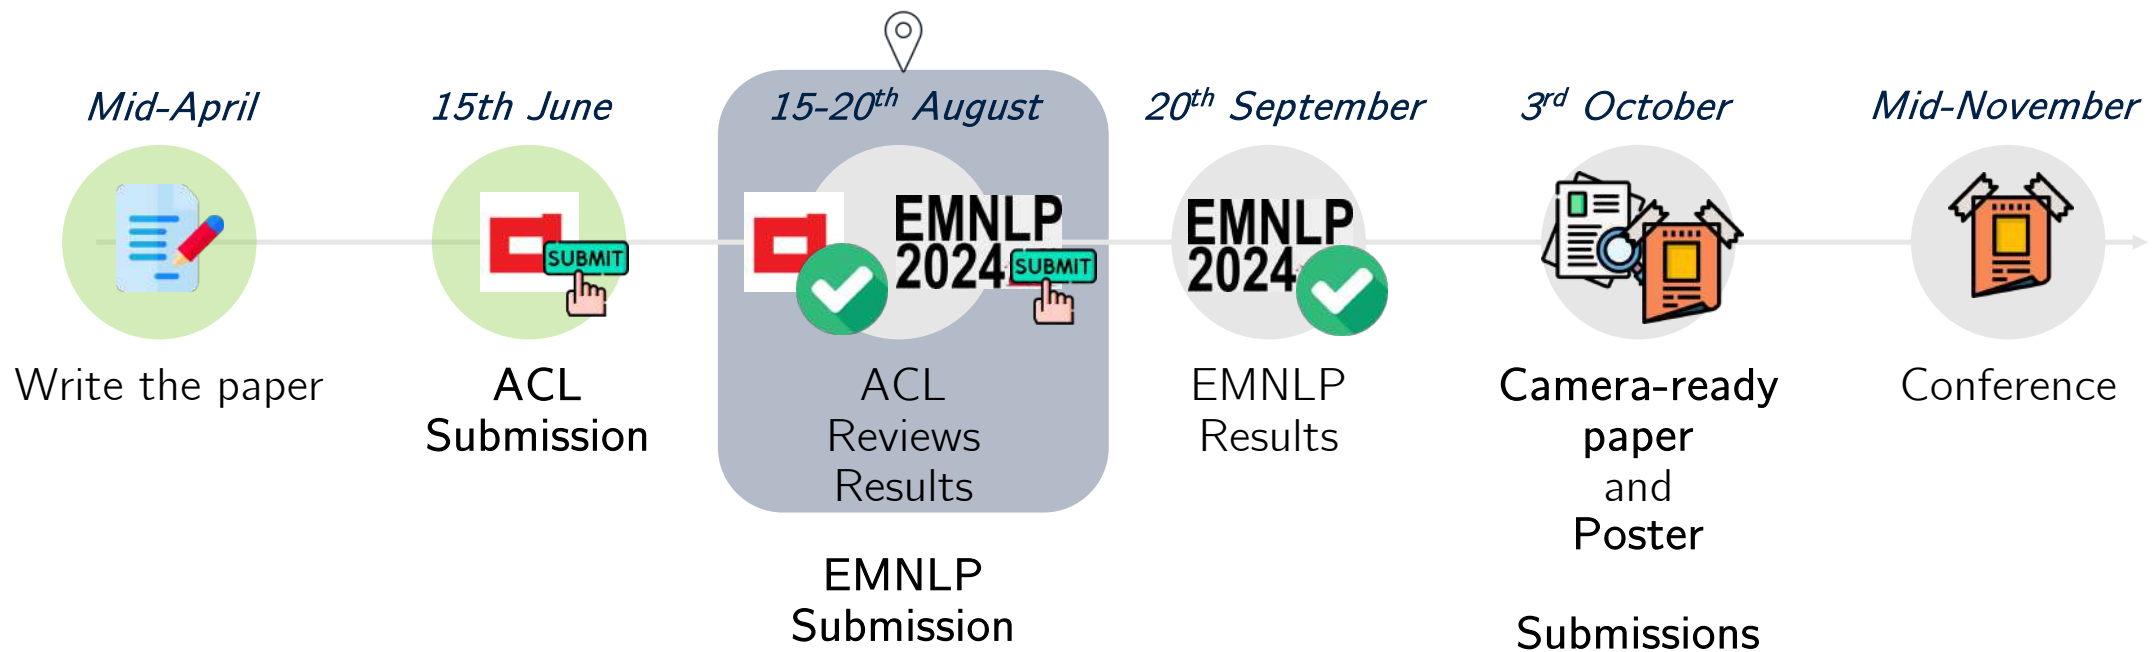 Mid-April
15th June
15-20th August
20th September
3rd October
Mid-November
SUBMIT
EMNLP
2024
SUBMIT
EMNLP
2024
Write the paper
ACL
Submission
ACL
Reviews
Results
EMNLP
Submission
EMNLP
Results
Camera-ready
paper
and
Poster
Submissions
Conference